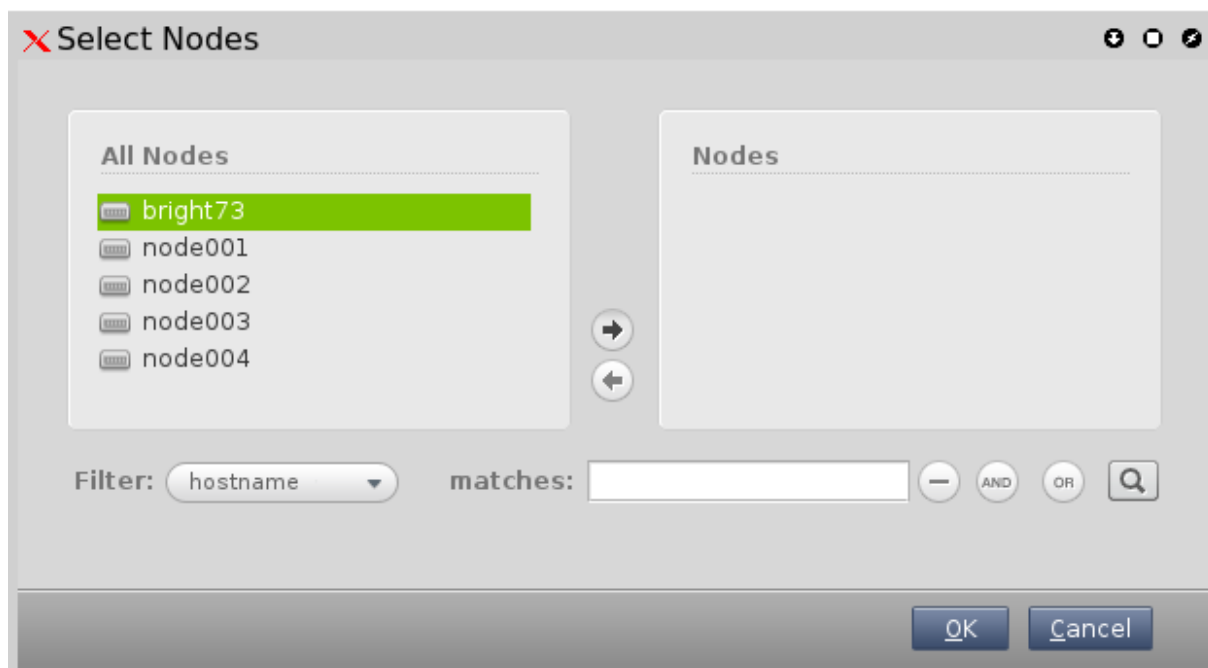 Select Nodes
All Nodes
bright73
node001
node002
node003
node004
Nodes
Filter: hostname matches: AND OR
OK Cancel